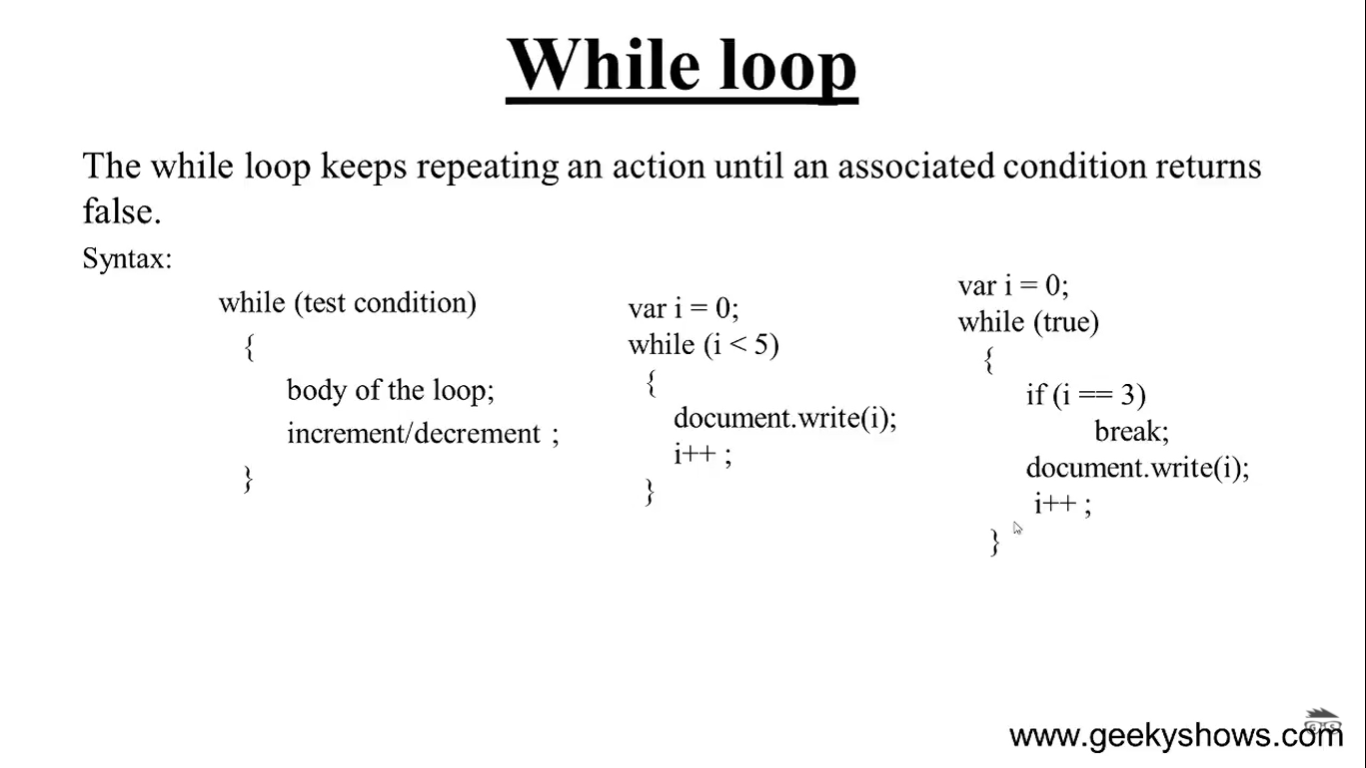 While loop
The while loop keeps repeating an action until an associated condition returns
false.
Syntax:
while (test condition)
{
body of the loop;
increment/decrement ;
}
var i = 0;
while (i < 5)
{
document.write(i);
i++ ;
}
var i = 0;
while (true)
{
if (i == 3)
break;
document.write(i);
i++ ;
}
www.geekyshows.com